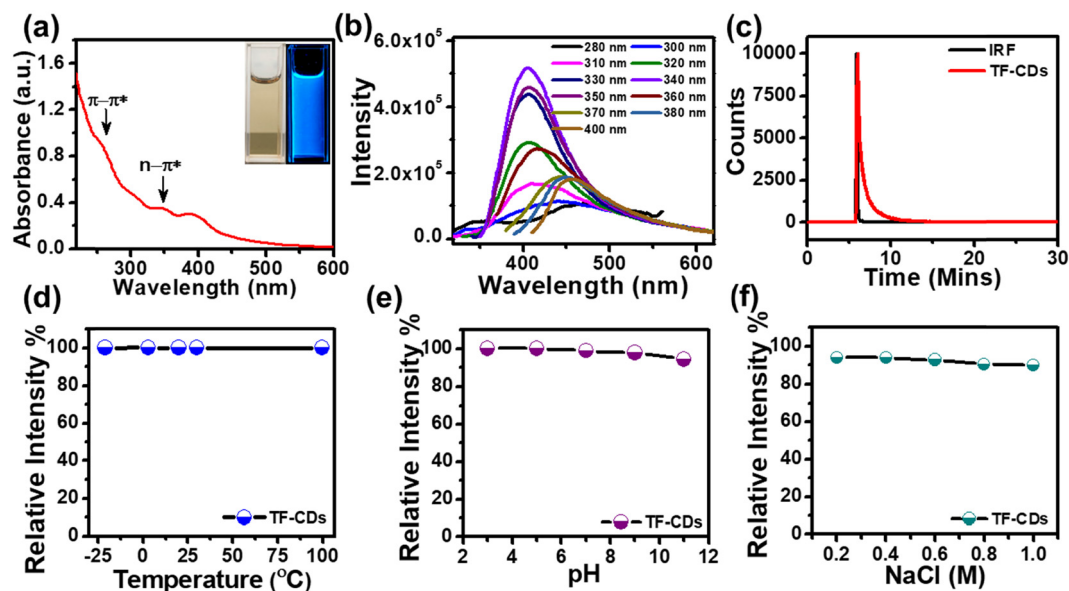 (a)
Absorbance (a.u.)
1.6
1.2
0.8
0.4
0.0
π–π*
n–π*
300
400
500
600
Wavelength (nm)
(b)
Intensity
6.0x10⁵
4.0x10⁵
2.0x10⁵
0.0
280 nm 300 nm
310 nm 320 nm
330 nm 340 nm
350 nm 360 nm
370 nm 380 nm
400 nm
400
500
600
Wavelength (nm)
(c)
Counts
10000
7500
5000
2500
0
IRF
TF-CDs
0
10
20
30
Time (Mins)
(d)
Relative Intensity %
100
80
60
40
20
0
TF-CDs
-25
0
25
50
75
100
Temperature (°C)
(e)
Relative Intensity %
100
80
60
40
20
0
TF-CDs
2
4
6
8
10
12
pH
(f)
Relative Intensity %
100
80
60
40
20
0
TF-CDs
0.2
0.4
0.6
0.8
1.0
NaCl (M)